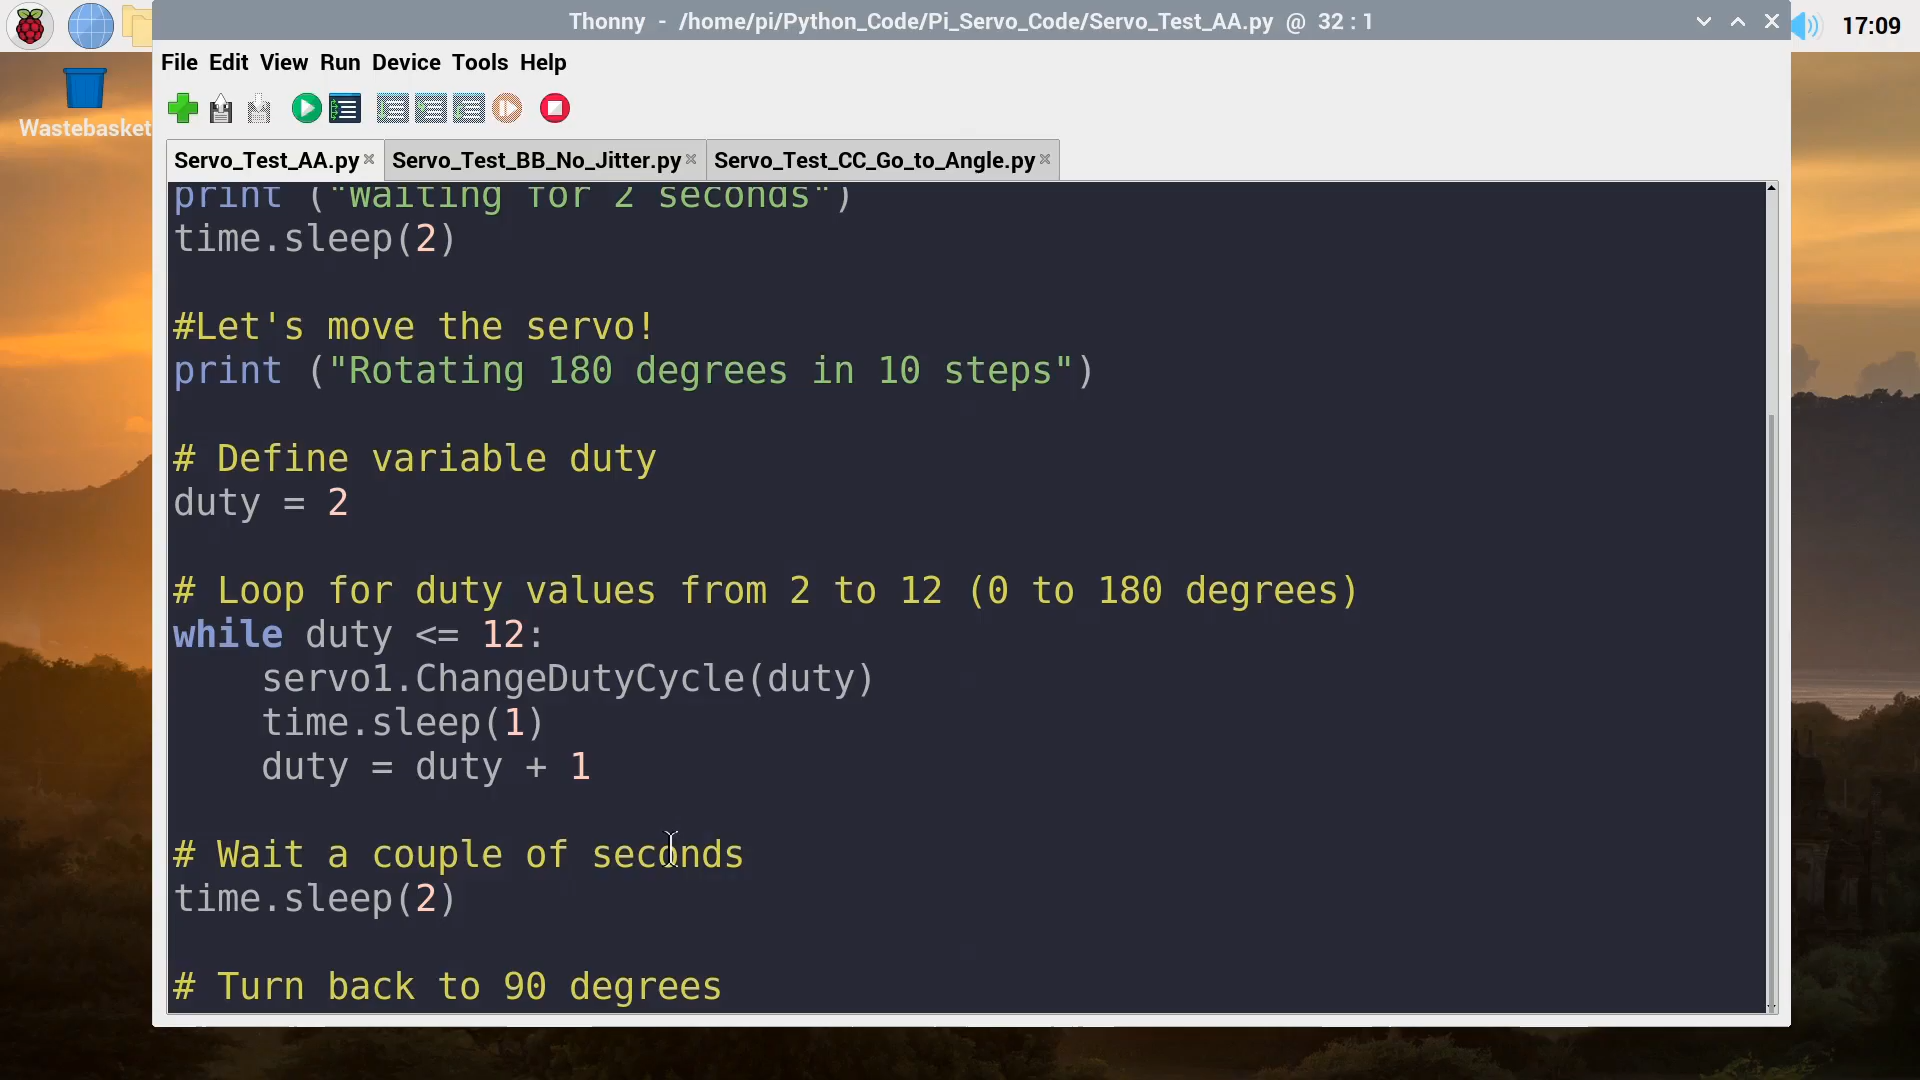 Thonny - /home/pi/Python_Code/Pi_Servo_Code/Servo_Test_AA.py @ 32 : 1
17:09
File Edit View Run Device Tools Help
Wastebasket
Servo_Test_AA.py Servo_Test_BB_No_Jitter.py Servo_Test_CC_Go_to_Angle.py
print ("Waiting for 2 seconds")
time.sleep(2)
#Let's move the servo!
print ("Rotating 180 degrees in 10 steps")
# Define variable duty
duty = 2
# Loop for duty values from 2 to 12 (0 to 180 degrees)
while duty <= 12:
    servo1.ChangeDutyCycle(duty)
    time.sleep(1)
    duty = duty + 1
# Wait a couple of seconds
time.sleep(2)
# Turn back to 90 degrees